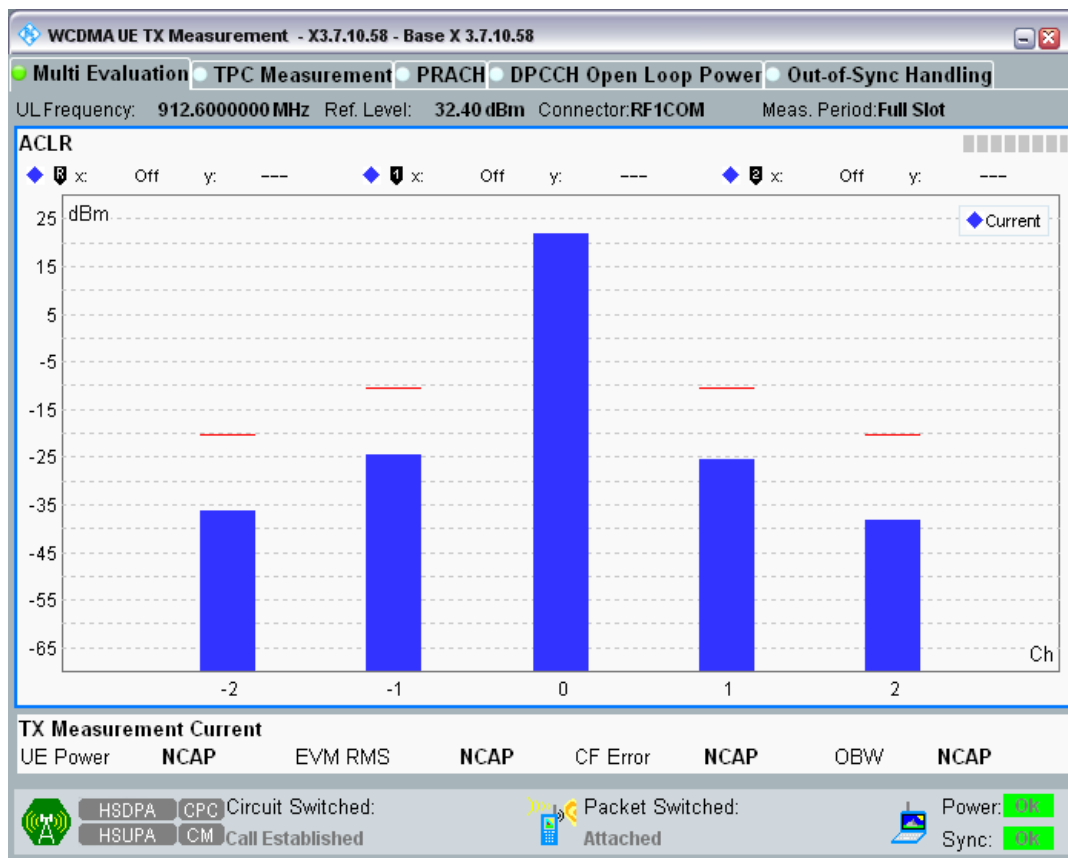 WCDMA UE TX Measurement - X3.7.10.58 - Base X 3.7.10.58
Multi Evaluation TPC Measurement PRACH DPCCH Open Loop Power Out-of-Sync Handling
UL Frequency: 912.6000000 MHz Ref. Level: 32.40 dBm Connector:RF1COM Meas. Period:Full Slot
ACLR
R x: Off y: --- 1 x: Off y: --- 2 x: Off y: ---
dBm
Current
25
15
5
-5
-15
-25
-35
-45
-55
-65
Ch
-2 -1 0 1 2
TX Measurement Current
UE Power NCAP EVM RMS NCAP CF Error NCAP OBW NCAP
HSDPA CPC Circuit Switched: Packet Switched: Power: Ok
HSUPA CM Call Established Attached Sync: Ok